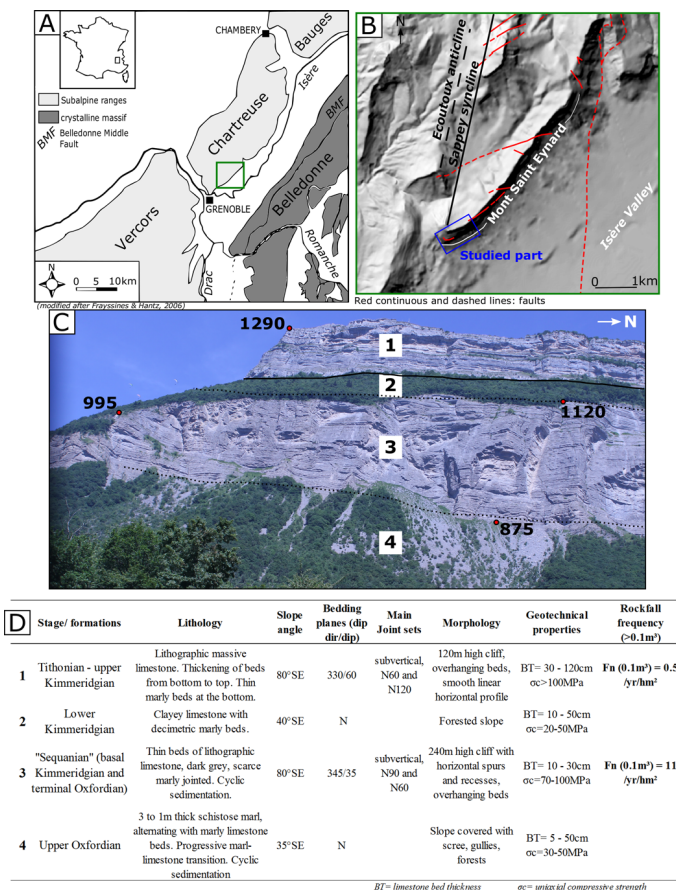 A
CHAMBERY
Bauges
Isère
Subalpine ranges
crystalline massif
BMF Belledonne Middle
Fault
Chartreuse
BMF
GRENOBLE
Belledonne
Vercors
Drac
Romanche
N
0 5 10km
(modified after Frayssines & Hantz, 2006)
B
N
Ecoutoux anticline
Sappey syncline
Mont Saint Eynard
Isère Valley
Studied part
0 1km
Red continuous and dashed lines: faults
C
1290
N
1
2
995
1120
3
875
4
D
Stage/ formations Lithology Slope angle Bedding planes (dip dir/dip) Main Joint sets Morphology Geotechnical properties Rockfall frequency (>0.1m³)
1 Tithonian - upper Kimmeridgian Lithographic massive limestone. Thickening of beds from bottom to top. Thin marly beds at the bottom. 80°SE 330/60 subvertical, N60 and N120 120m high cliff, overhanging beds, smooth linear horizontal profile BT= 30 - 120cm σc>100MPa Fn (0.1m³) = 0.5 /yr/hm²
2 Lower Kimmeridgian Clayey limestone with decimetric marly beds. 40°SE N Forested slope BT= 10 - 50cm σc=20-50MPa
3 "Sequanian" (basal Kimmeridgian and terminal Oxfordian) Thin beds of lithographic limestone, dark grey, scarce marly jointed. Cyclic sedimentation. 80°SE 345/35 subvertical, N90 and N60 240m high cliff with horizontal spurs and recesses, overhanging beds BT= 10 - 30cm σc=70-100MPa Fn (0.1m³) = 11 /yr/hm²
4 Upper Oxfordian 3 to 1m thick schistose marl, alternating with marly limestone beds. Progressive marl-limestone transition. Cyclic sedimentation 35°SE N Slope covered with scree, gullies, forests BT= 5 - 50cm σc=30-50MPa
BT= limestone bed thickness σc= uniaxial compressive strength